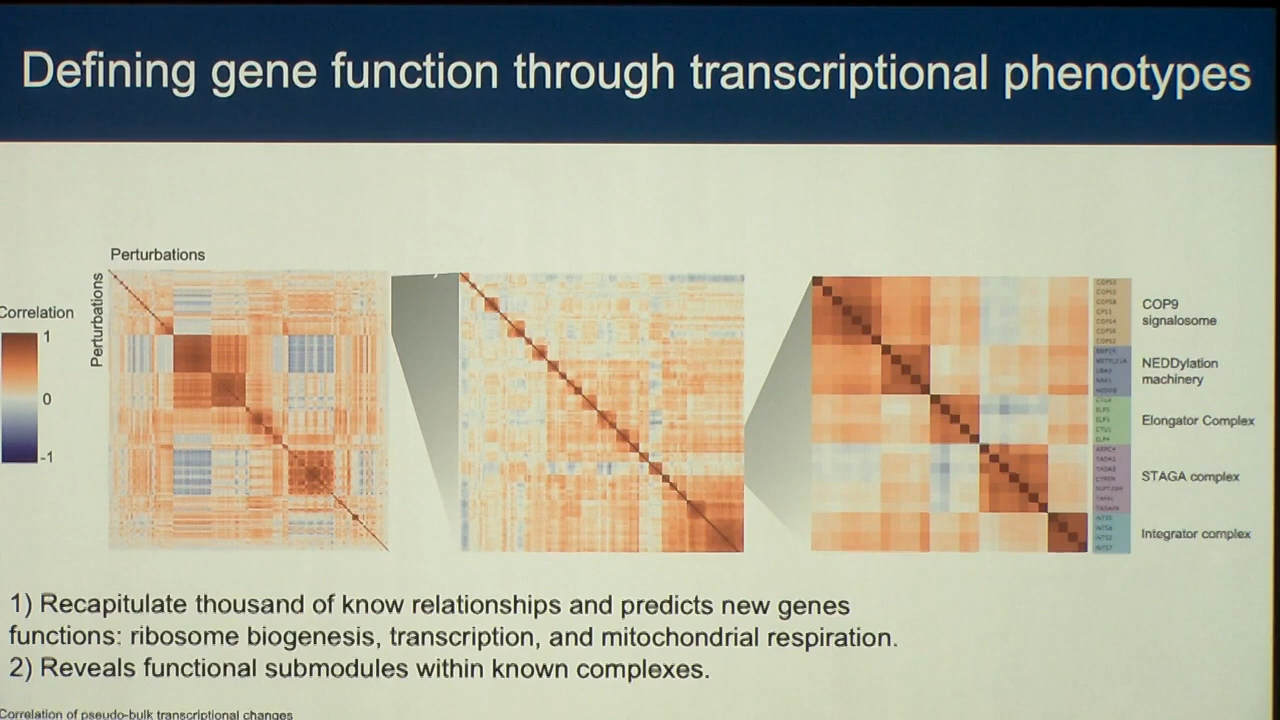 Defining gene function through transcriptional phenotypes
Perturbations
Perturbations
Correlation
1
0
-1
COP9
signalosome
NEDDylation
machinery
Elongator Complex
STAGA complex
Integrator complex
1) Recapitulate thousand of know relationships and predicts new genes
functions: ribosome biogenesis, transcription, and mitochondrial respiration.
2) Reveals functional submodules within known complexes.
Correlation of pseudo-bulk transcriptional changes